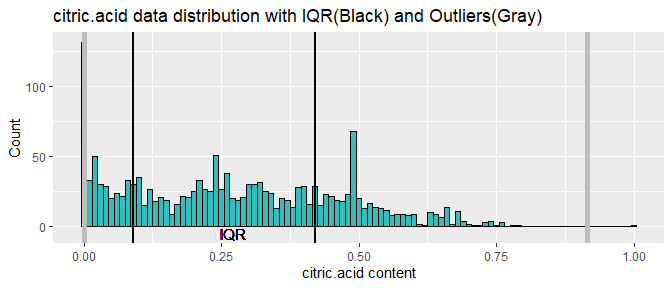 citric.acid data distribution with IQR(Black) and Outliers(Gray)
100
Count
50
0
IQR
0.00 0.25 0.50 0.75 1.00
citric.acid content